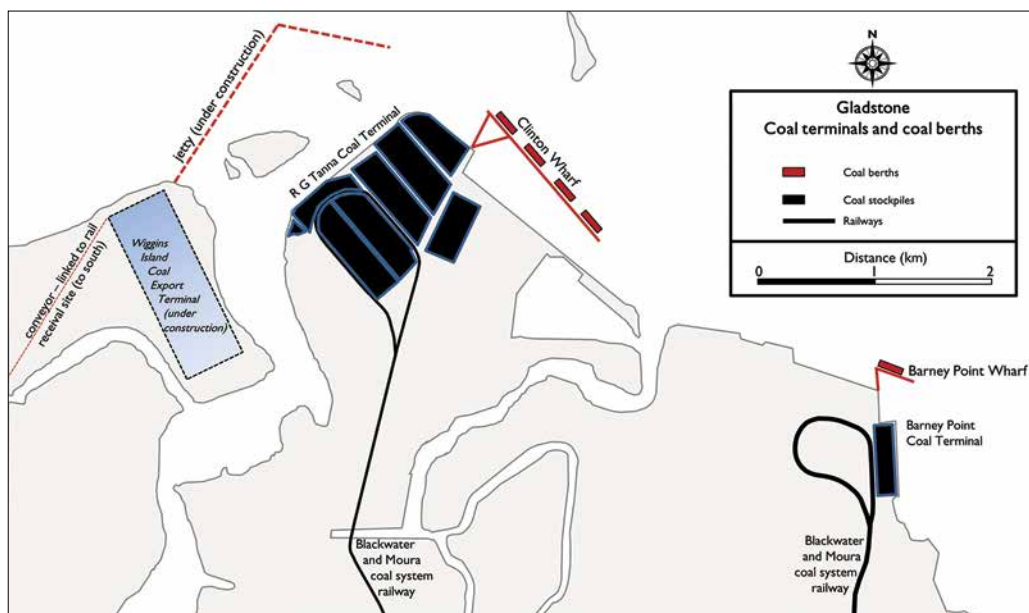 N
Gladstone
Coal terminals and coal berths
Coal berths
Coal stockpiles
Railways
Distance (km)
0
1
2
jetty (under construction)
R G Tanna Coal Terminal
Clinton Wharf
Wiggins
Island
Coal
Export
Terminal
(under
construction)
conveyor – linked to rail
receival site (to south)
Barney Point Wharf
Barney Point
Coal Terminal
Blackwater
and Moura
coal system
railway
Blackwater
and Moura
coal system
railway